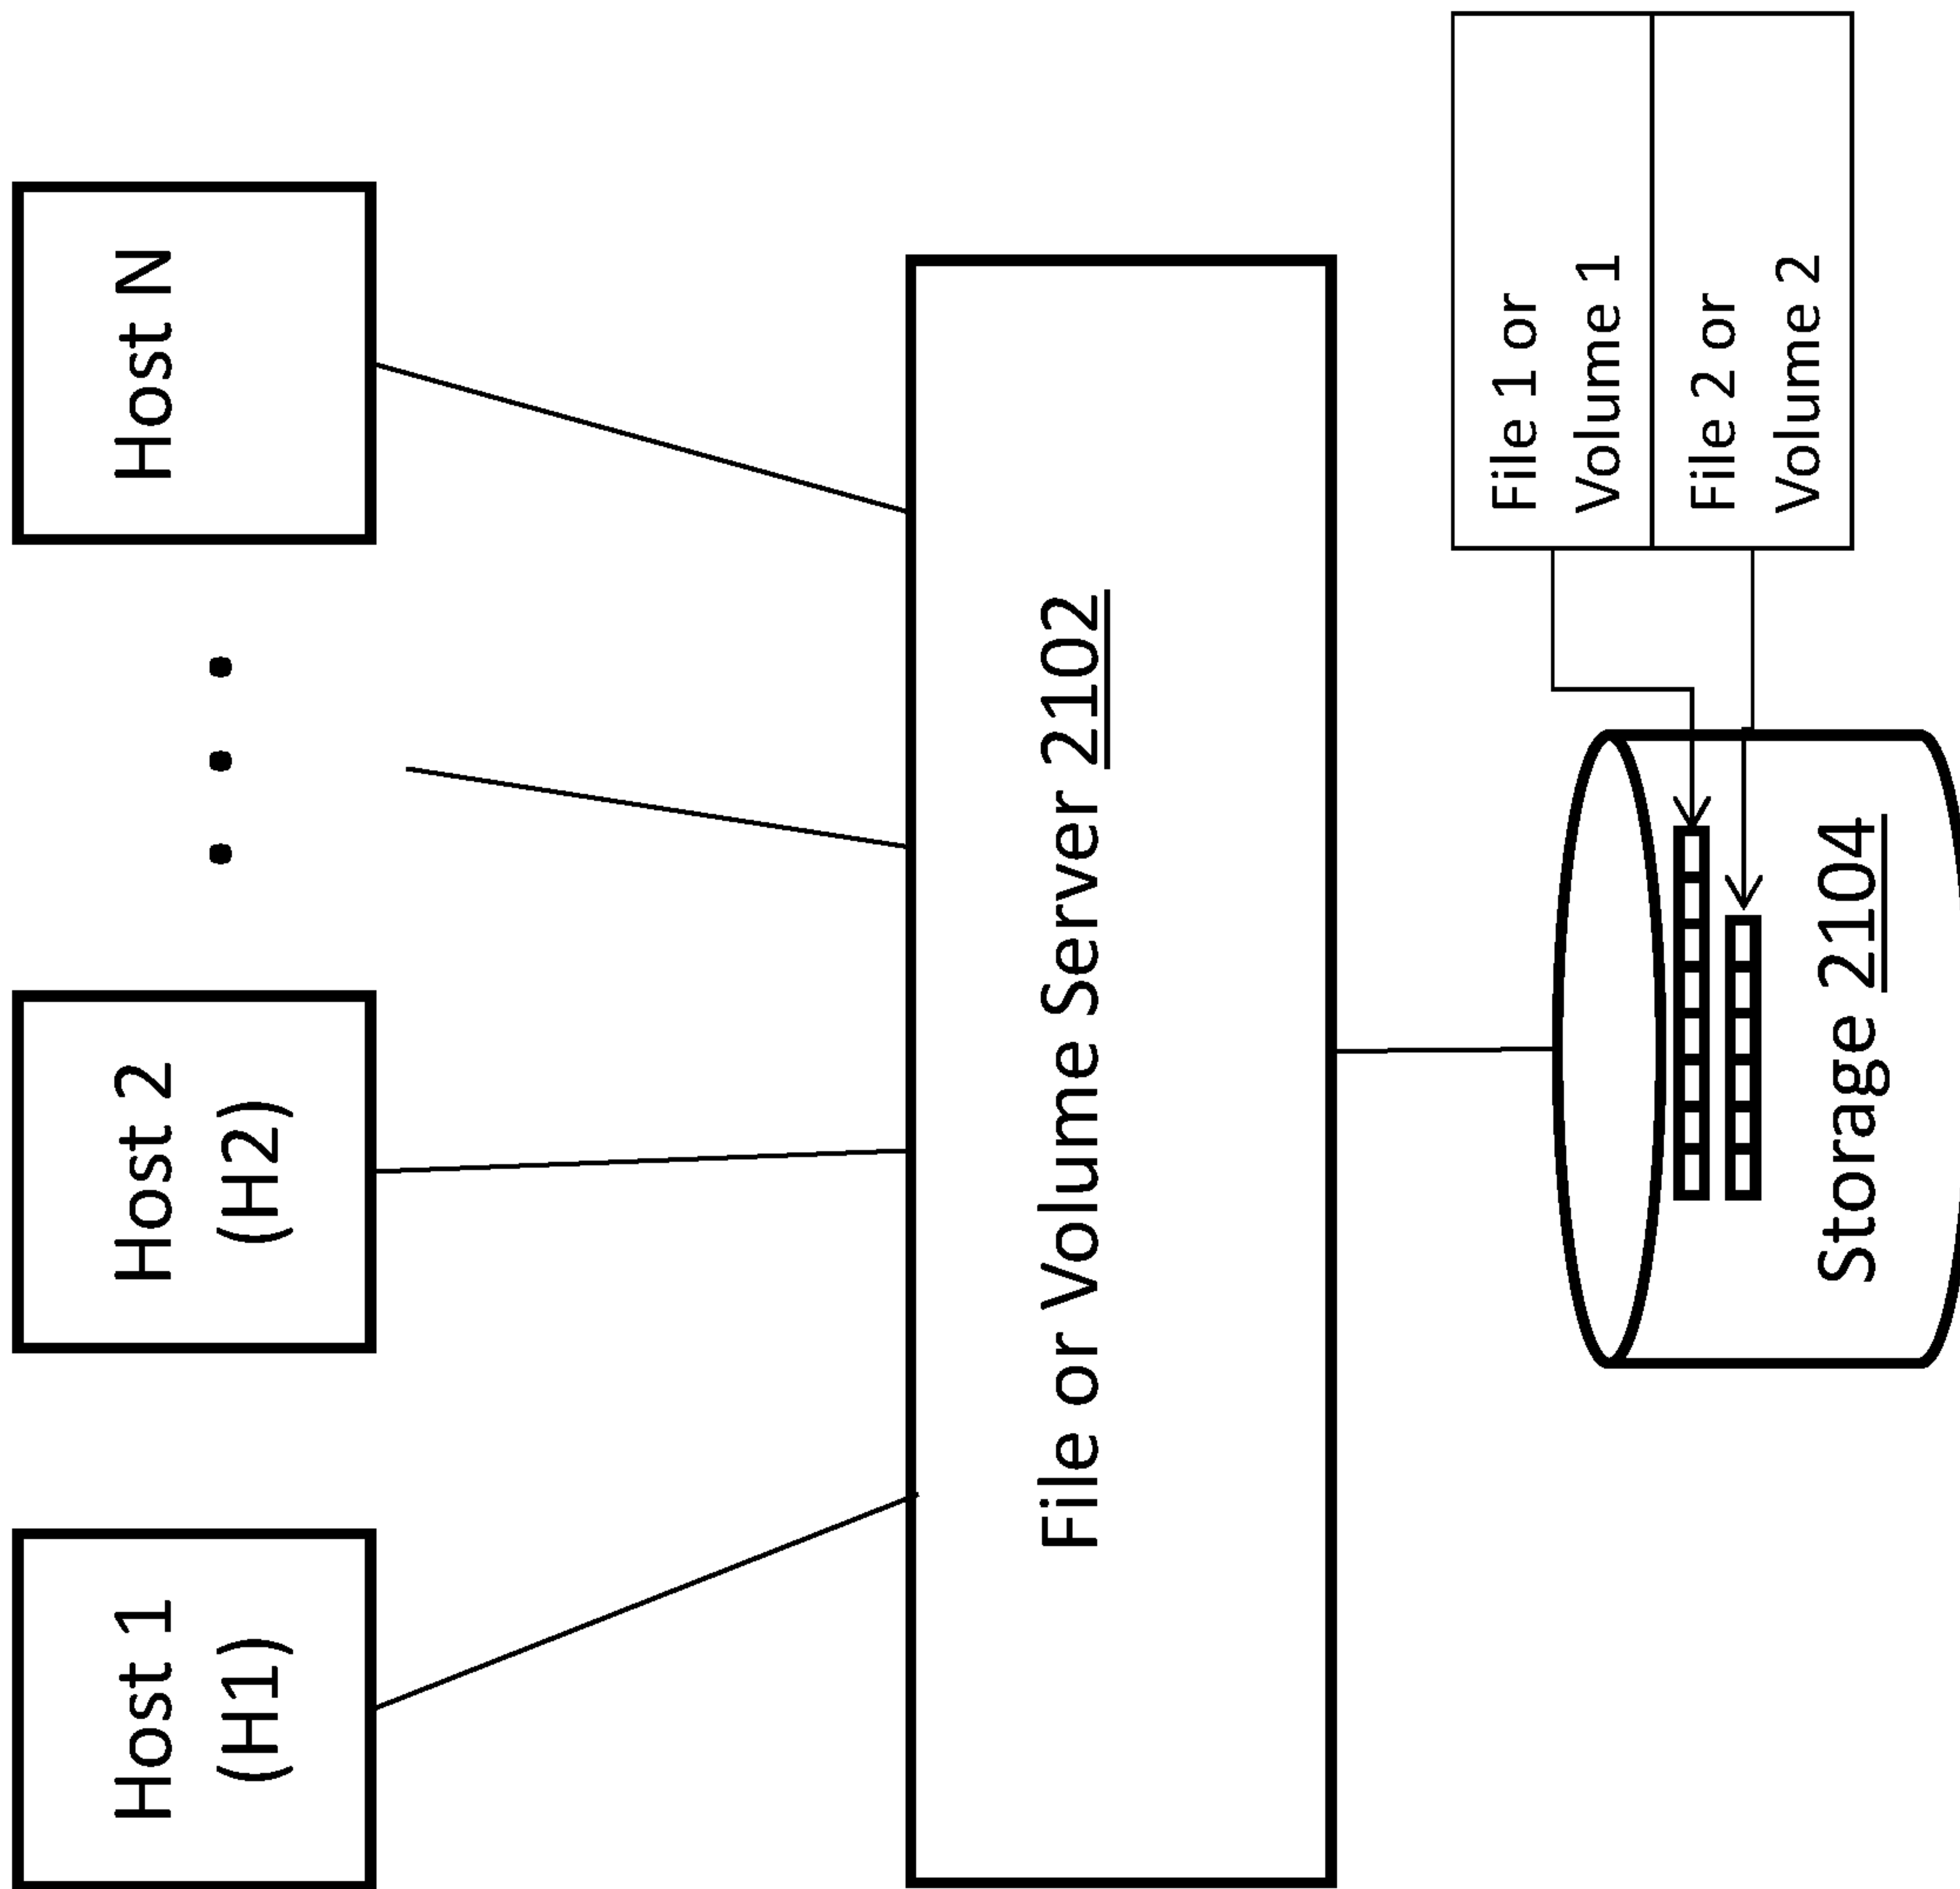 Host 1
(H1)
Host 2
(H2)
Host N
File or Volume Server 2102
Storage 2104
File 1 or
Volume 1
File 2 or
Volume 2